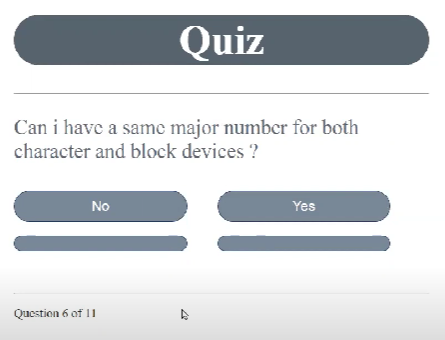 Quiz
Can i have a same major number for both
character and block devices ?
No
Yes
Question 6 of 11